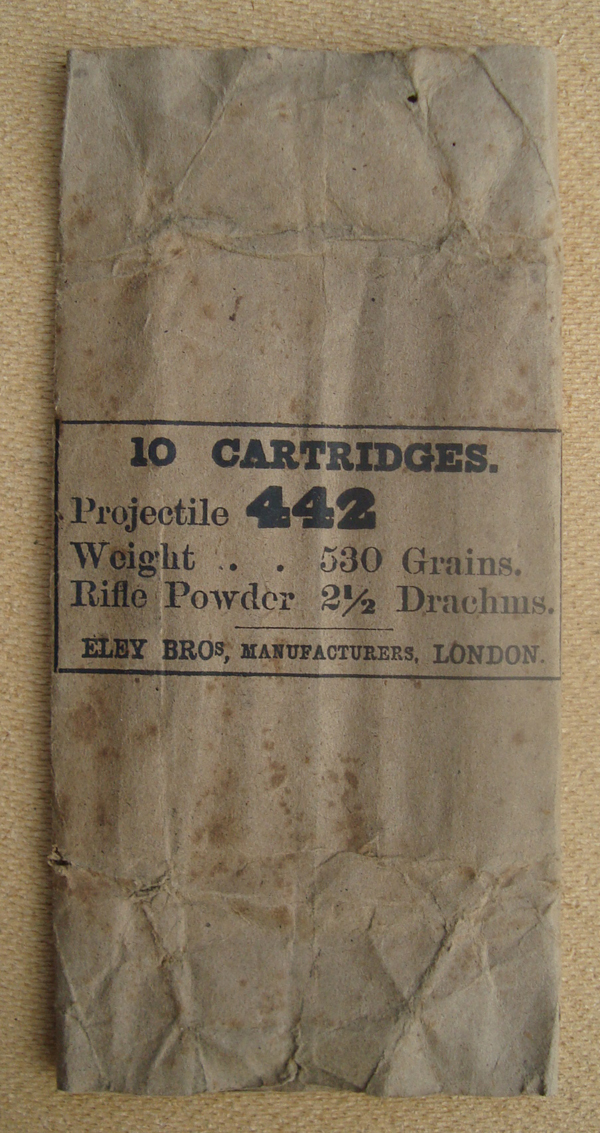 10 CARTRIDGES.
Projectile 442
Weight . . 530 Grains.
Rifle Powder 2½ Drachms.
ELEY BROS, MANUFACTURERS, LONDON.